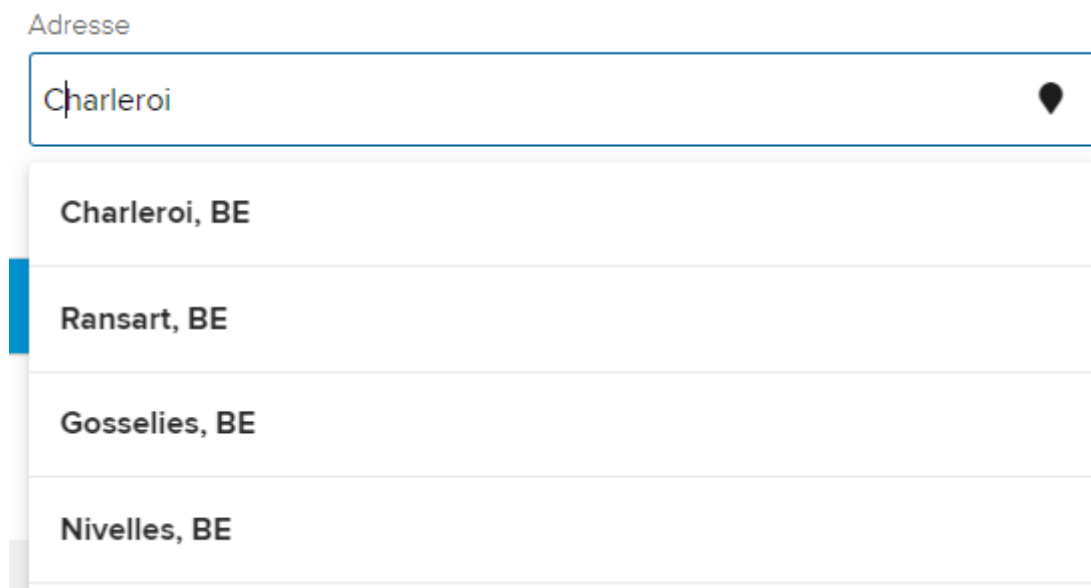 Adresse
Charleroi
Charleroi, BE
Ransart, BE
Gosselies, BE
Nivelles, BE